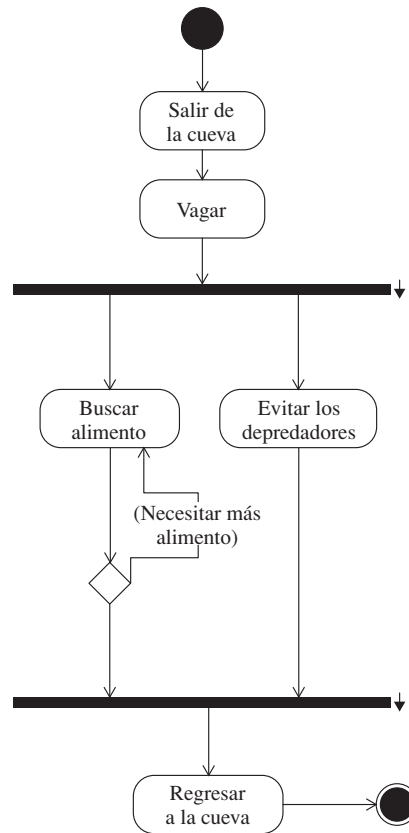 Salir de
la cueva
Vagar
Buscar
alimento
Evitar los
depredadores
(Necesitar más
alimento)
Regresar
a la cueva